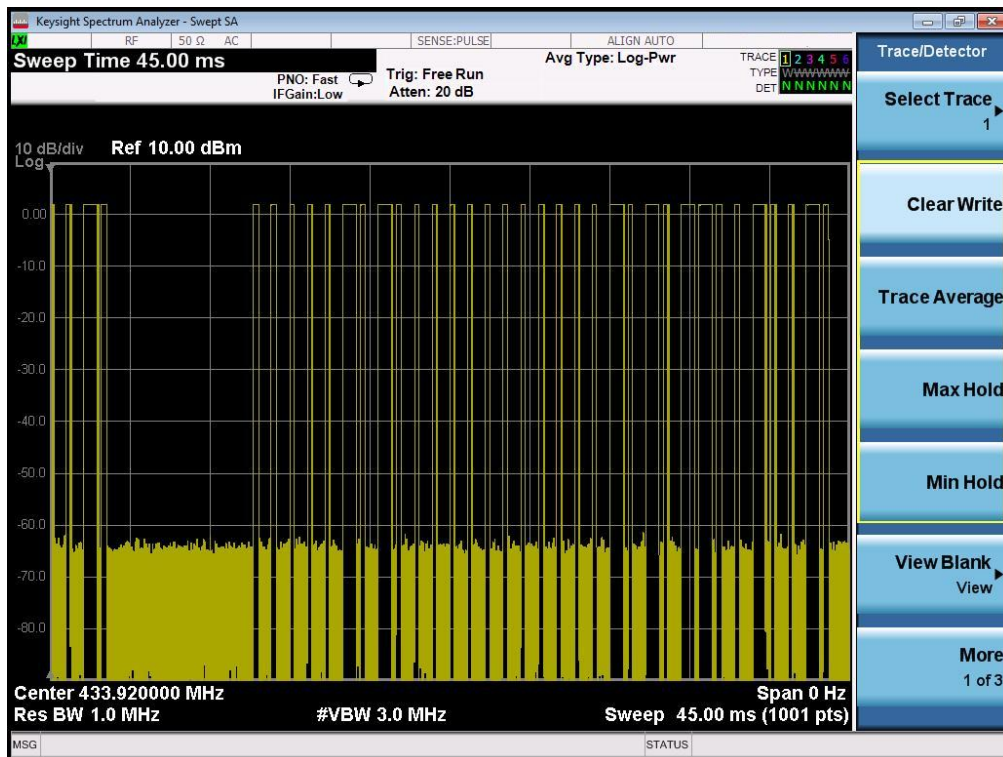 Keysight Spectrum Analyzer - Swept SA
LXI RF 50 Ω AC SENSE:PULSE ALIGN AUTO
Sweep Time 45.00 ms
PNO: Fast
IFGain:Low
Trig: Free Run
Atten: 20 dB
Avg Type: Log-Pwr
TRACE 1 2 3 4 5 6
TYPE
DET N N N N N N
10 dB/div Ref 10.00 dBm
Log
0.00
-10.0
-20.0
-30.0
-40.0
-50.0
-60.0
-70.0
-80.0
Center 433.920000 MHz Span 0 Hz
Res BW 1.0 MHz #VBW 3.0 MHz Sweep 45.00 ms (1001 pts)
MSG STATUS
Trace/Detector
Select Trace
1
Clear Write
Trace Average
Max Hold
Min Hold
View Blank
View
More
1 of 3